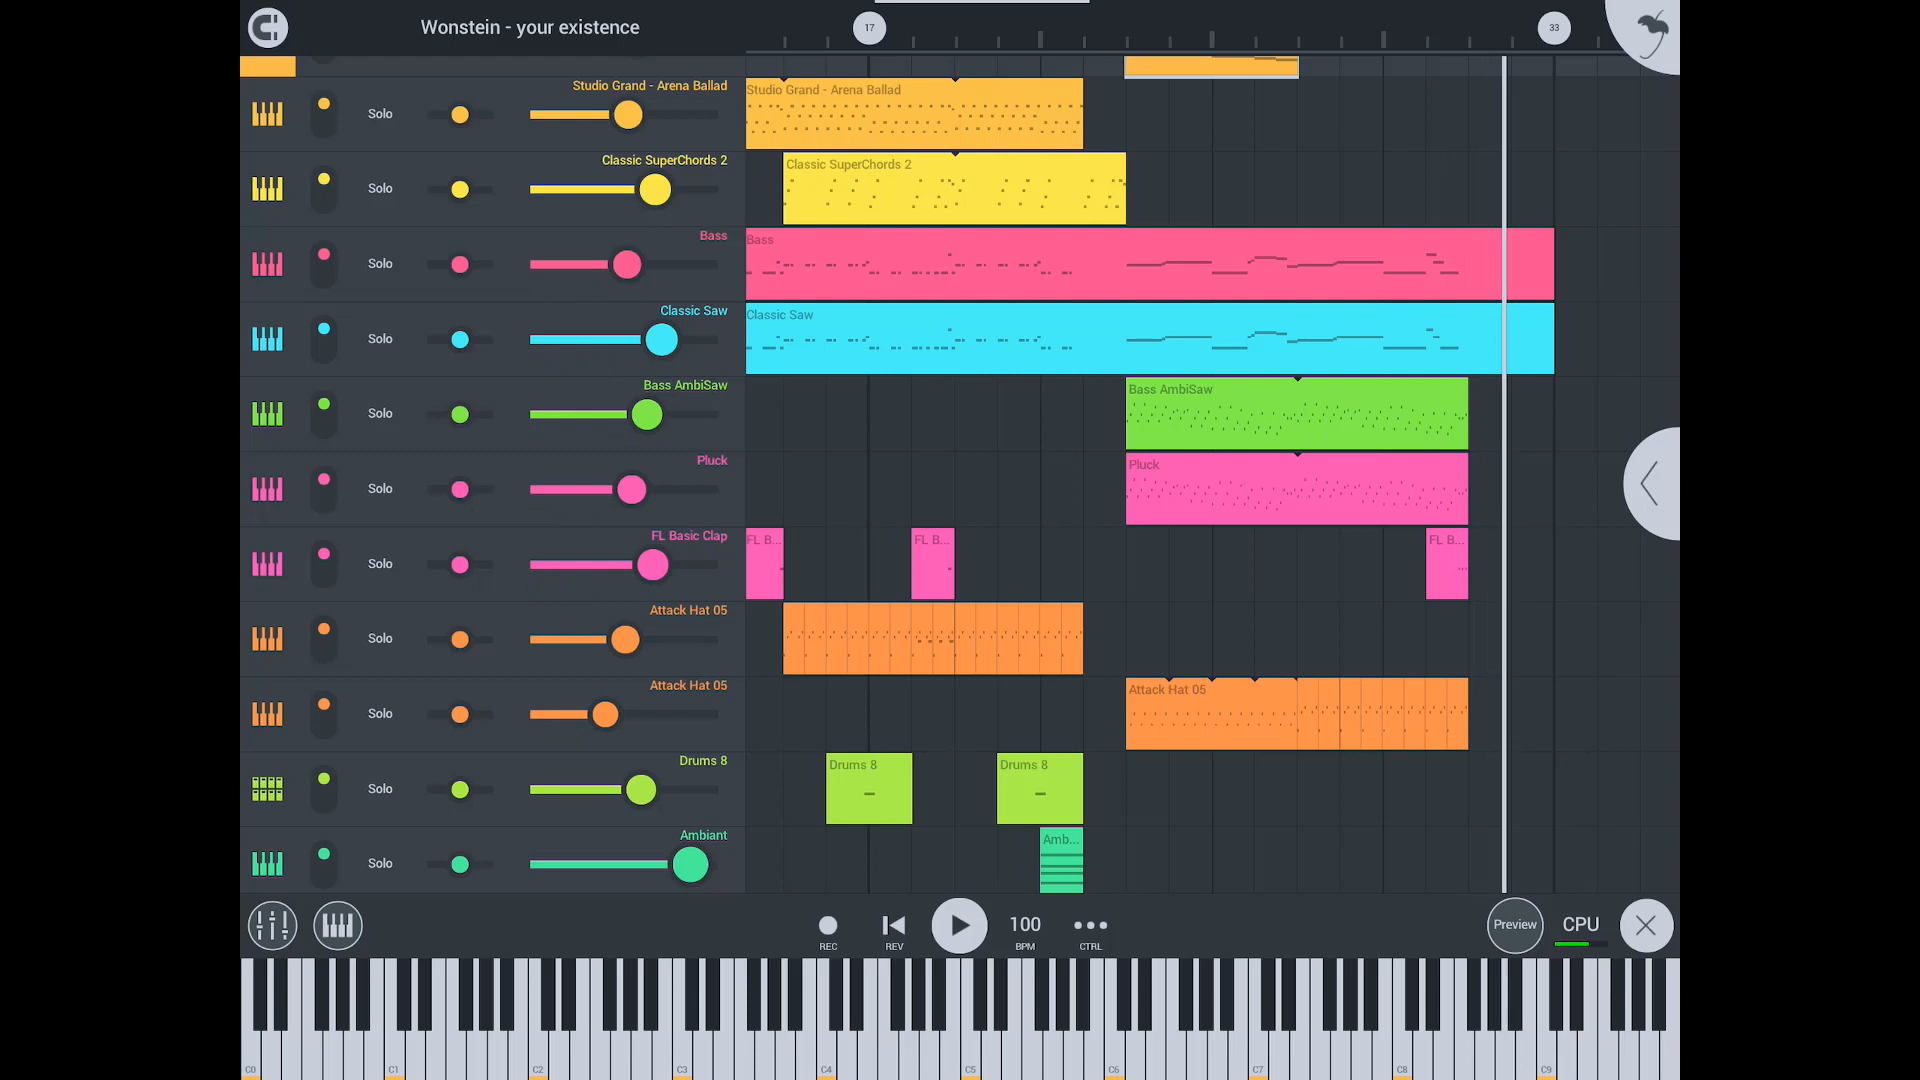 Wonstein - your existence
17
33
Studio Grand - Arena Ballad
Solo
Studio Grand - Arena Ballad
Classic SuperChords 2
Solo
Classic SuperChords 2
Bass
Solo
Bass
Classic Saw
Solo
Classic Saw
Bass AmbiSaw
Solo
Bass AmbiSaw
Pluck
Solo
Pluck
FL Basic Clap
Solo
FL B...
FL B...
FL B...
Attack Hat 05
Solo
Attack Hat 05
Solo
Attack Hat 05
Drums 8
Solo
Drums 8
Drums 8
Ambiant
Solo
Amb...
REC
REV
100
BPM
CTRL
Preview
CPU
C0
C1
C2
C3
C4
C5
C6
C7
C8
C9